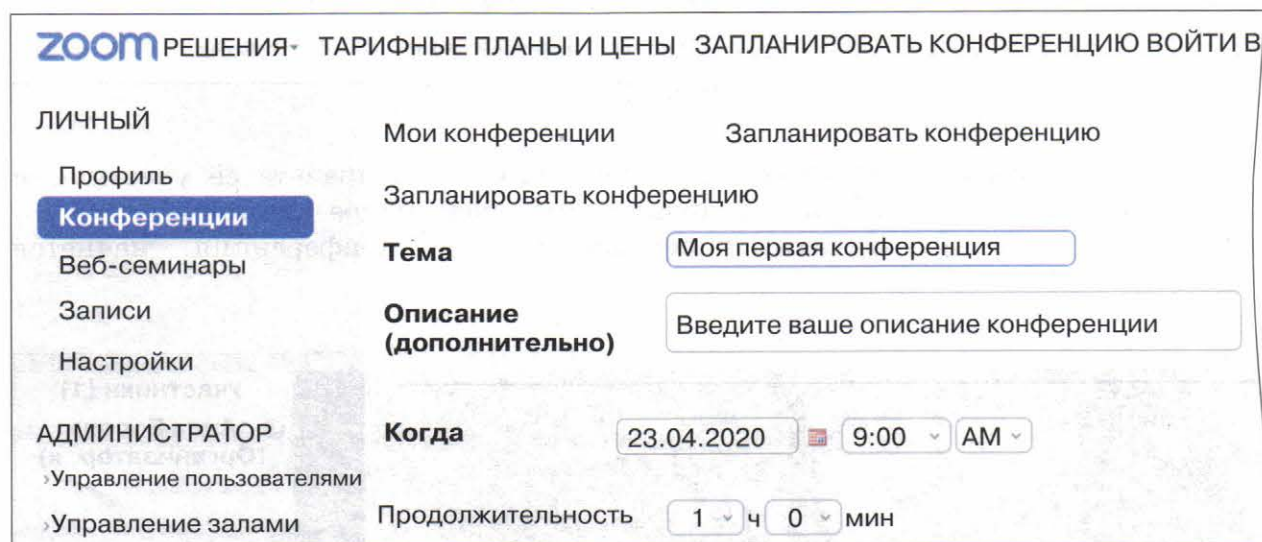 zoom РЕШЕНИЯ ТАРИФНЫЕ ПЛАНЫ И ЦЕНЫ ЗАПЛАНИРОВАТЬ КОНФЕРЕНЦИЮ ВОЙТИ В
ЛИЧНЫЙ
Профиль
Конференции
Веб-семинары
Записи
Настройки
АДМИНИСТРАТОР
›Управление пользователями
›Управление залами
Мои конференции Запланировать конференцию
Запланировать конференцию
Тема Моя первая конференция
Описание
(дополнительно) Введите ваше описание конференции
Когда 23.04.2020 9:00 AM
Продолжительность 1 ч 0 мин